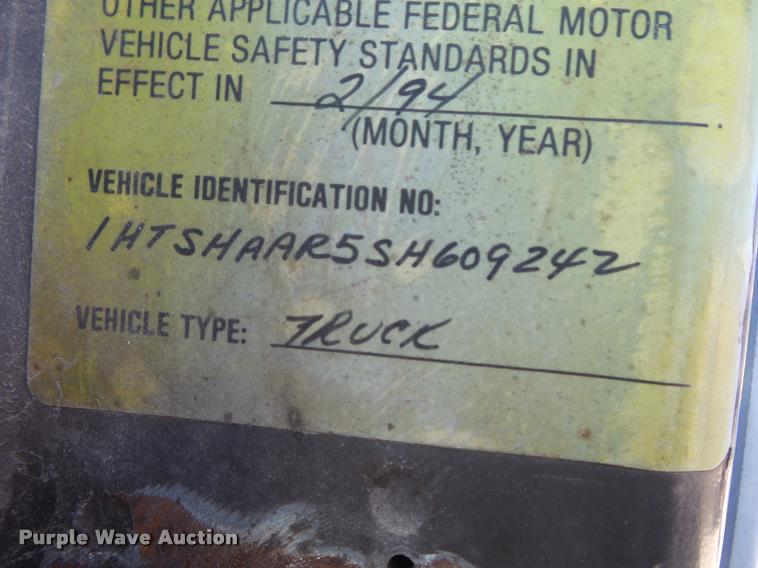 OTHER APPLICABLE FEDERAL MOTOR
VEHICLE SAFETY STANDARDS IN
EFFECT IN 2/94.
(MONTH, YEAR)
VEHICLE IDENTIFICATION NO:
1HTSHAAR5SH609242
VEHICLE TYPE: TRUCK
Purple Wave Auction